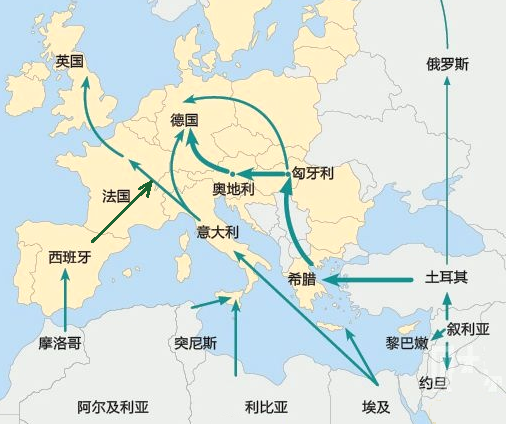 英国
俄罗斯
德国
匈牙利
奥地利
法国
意大利
西班牙
希腊
土耳其
叙利亚
黎巴嫩
摩洛哥
突尼斯
约旦
阿尔及利亚
利比亚
埃及